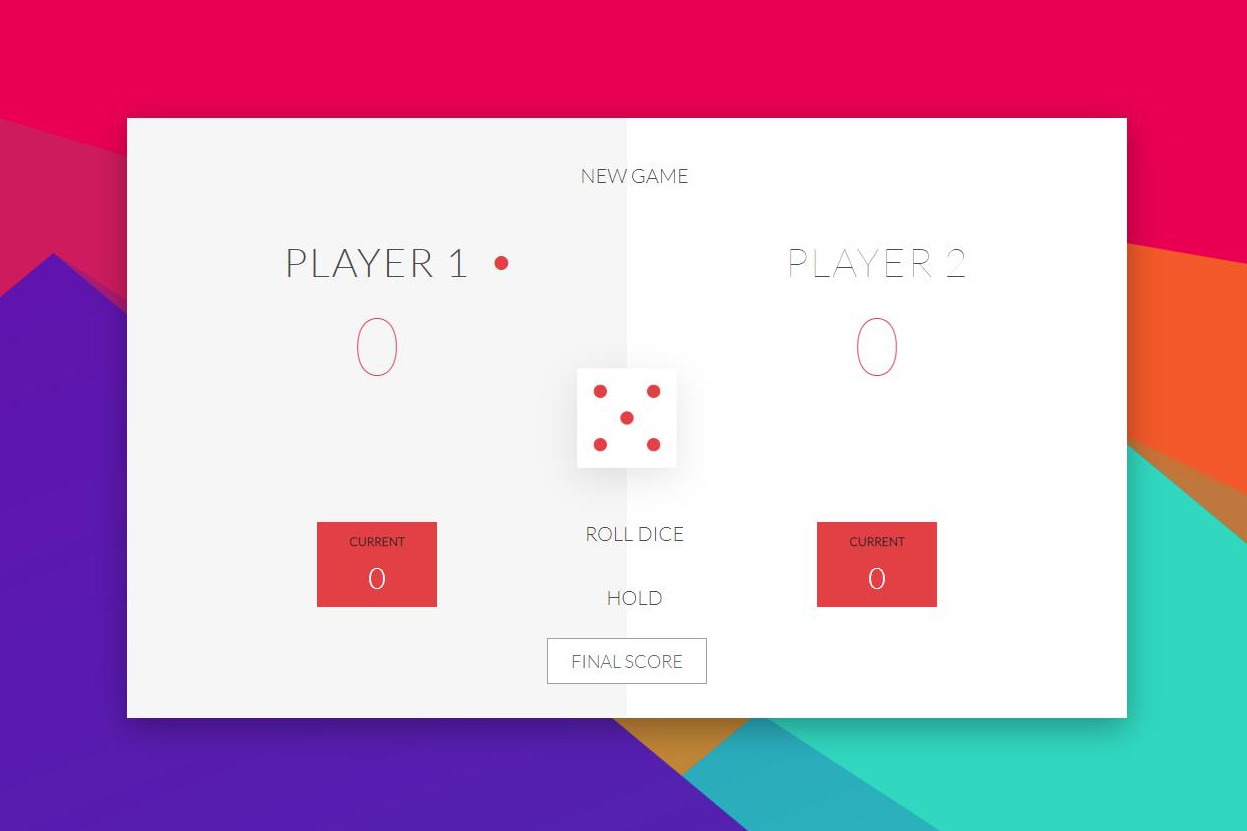 NEW GAME
PLAYER 1
0
PLAYER 2
0
CURRENT
0
ROLL DICE
HOLD
FINAL SCORE
CURRENT
0